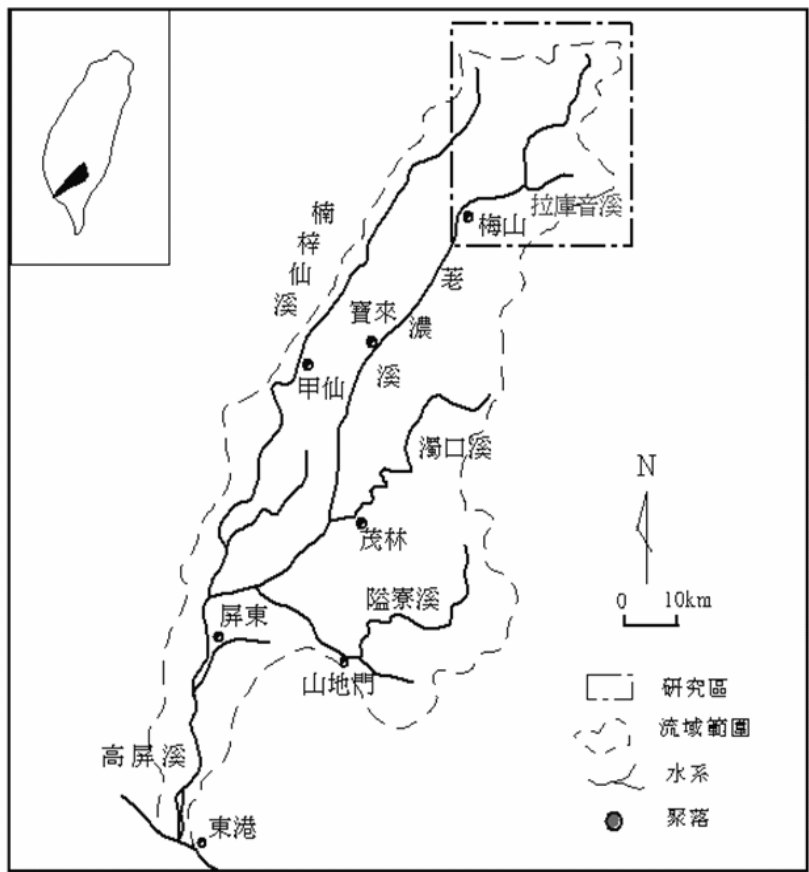 拉庫音溪
梅山
楠梓仙溪
荖濃溪
寶來
甲仙
濁口溪
N
茂林
0 10km
隘寮溪
屏東
山地門
研究區
流域範圍
高屏溪
水系
聚落
東港